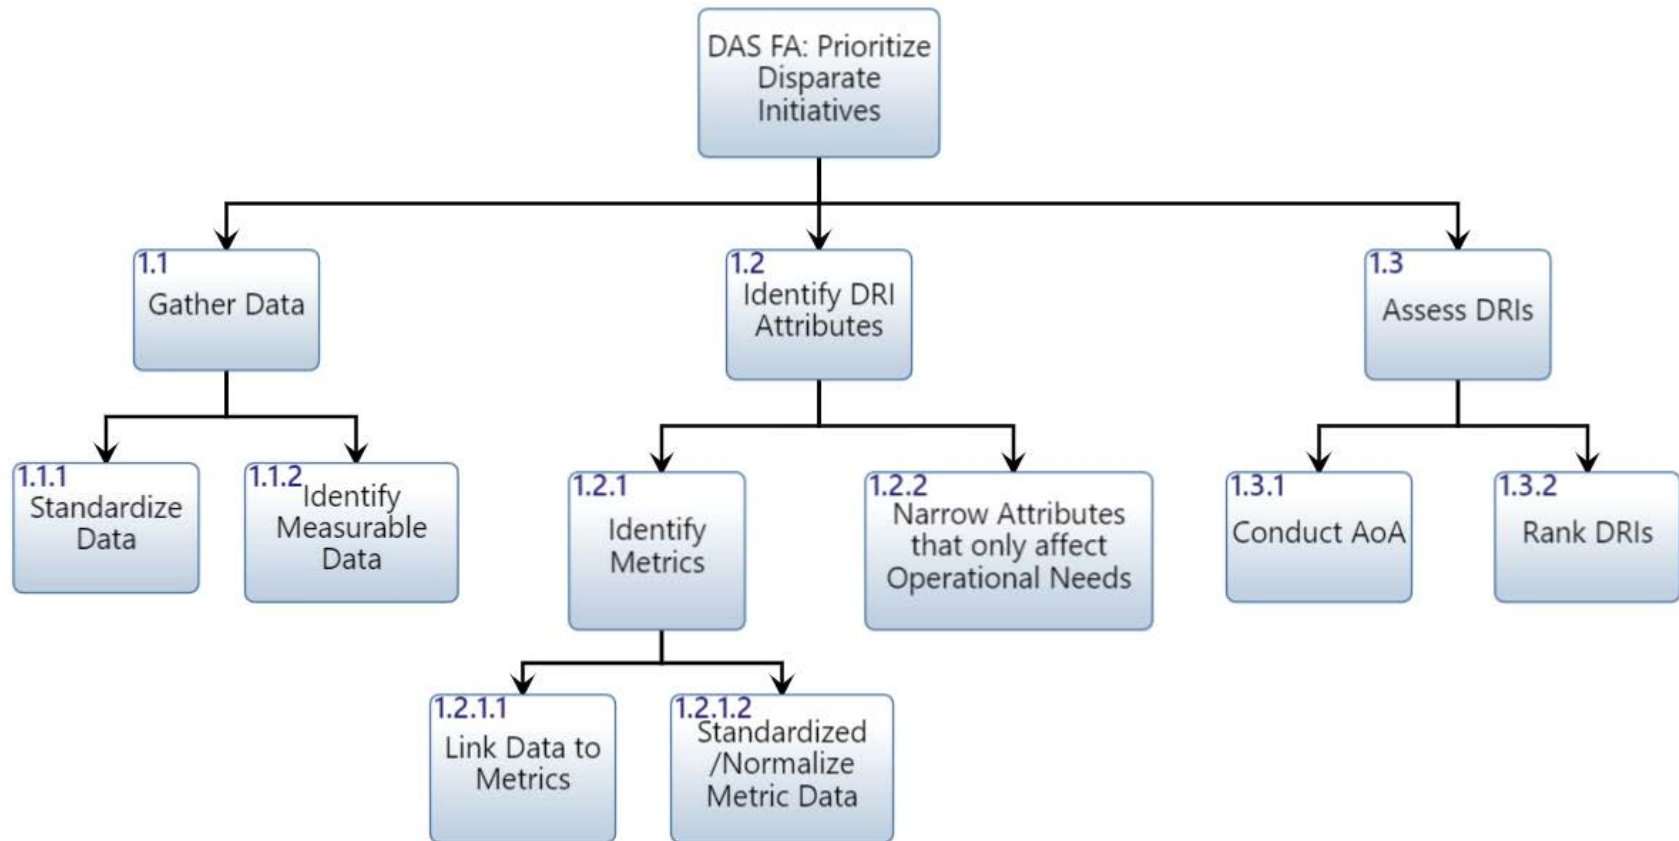 DAS FA: Prioritize
Disparate
Initiatives
1.1
Gather Data
1.2
Identify DRI
Attributes
1.3
Assess DRIs
1.1.1
Standardize
Data
1.1.2
Identify
Measurable
Data
1.2.1
Identify
Metrics
1.2.2
Narrow Attributes
that only affect
Operational Needs
1.3.1
Conduct AoA
1.3.2
Rank DRIs
1.2.1.1
Link Data to
Metrics
1.2.1.2
Standardized
/Normalize
Metric Data